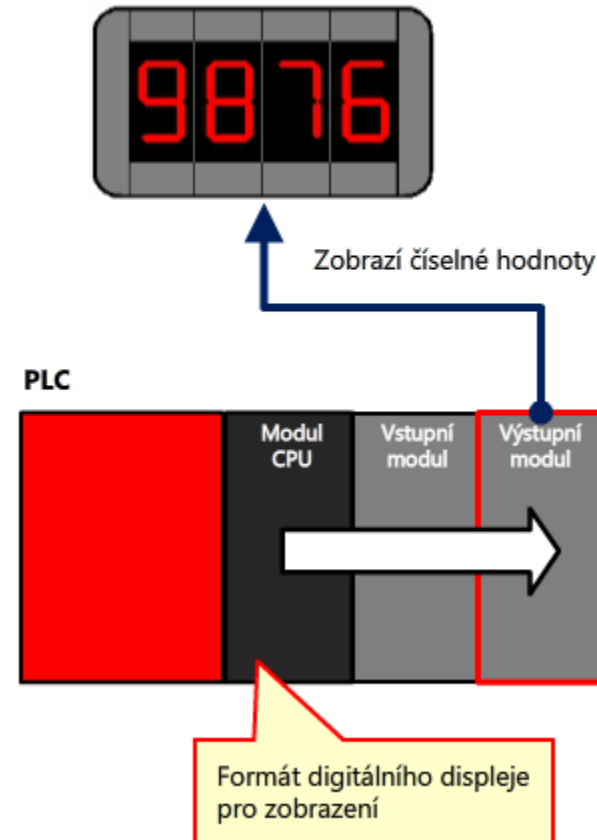 9876
Zobrazí číselné hodnoty
PLC
Modul
CPU
Vstupní
modul
Výstupní
modul
Formát digitálního displeje
pro zobrazení